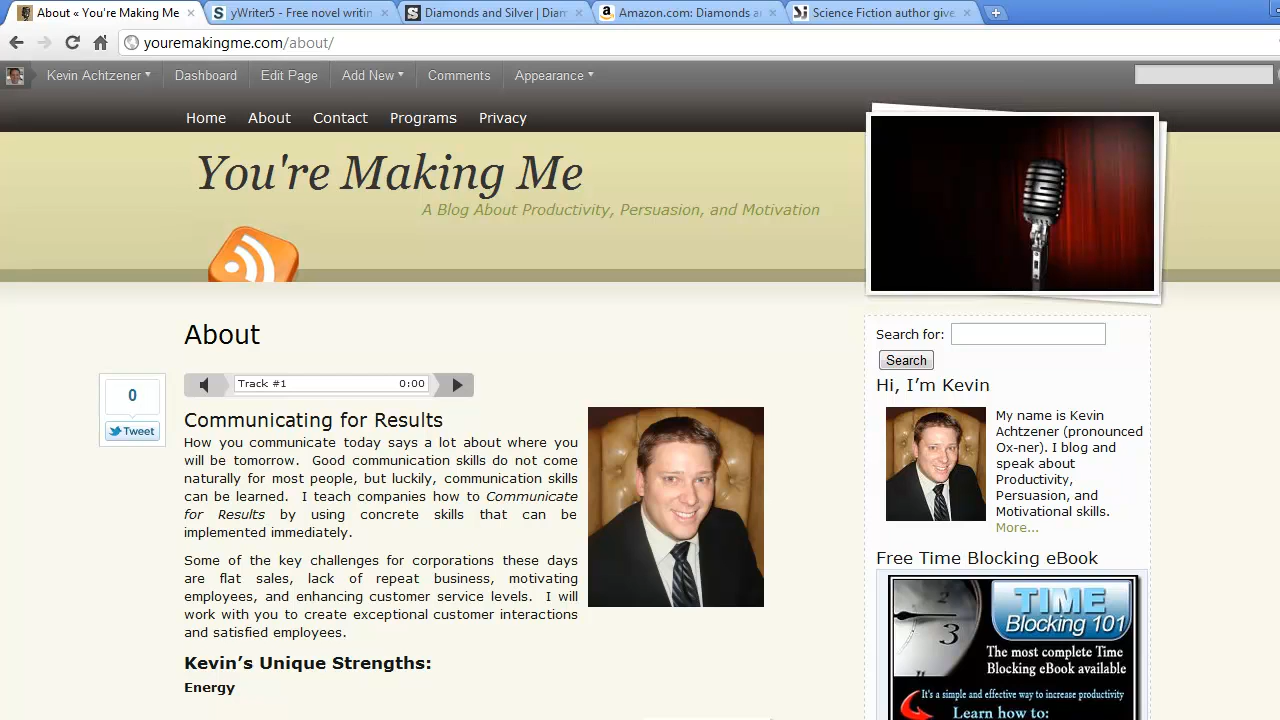 About « You're Making Me
yWriter5 - Free novel writin
Diamonds and Silver | Diam
Amazon.com: Diamonds a
Science Fiction author give
youremakingme.com/about/
Kevin Achtzener
Dashboard
Edit Page
Add New
Comments
Appearance
Home
About
Contact
Programs
Privacy
You're Making Me
A Blog About Productivity, Persuasion, and Motivation
About
0
Tweet
Track #1 0:00
Communicating for Results
How you communicate today says a lot about where you
will be tomorrow. Good communication skills do not come
naturally for most people, but luckily, communication skills
can be learned. I teach companies how to Communicate
for Results by using concrete skills that can be
implemented immediately.
Some of the key challenges for corporations these days
are flat sales, lack of repeat business, motivating
employees, and enhancing customer service levels. I will
work with you to create exceptional customer interactions
and satisfied employees.
Kevin's Unique Strengths:
Energy
Search for:
Search
Hi, I'm Kevin
My name is Kevin
Achtzener (pronounced
Ox-ner). I blog and
speak about
Productivity,
Persuasion, and
Motivational skills.
More...
Free Time Blocking eBook
2
3
TIME
Blocking 101
The most complete Time
Blocking eBook available
It's a simple and effective way to increase productivity
Learn how to: